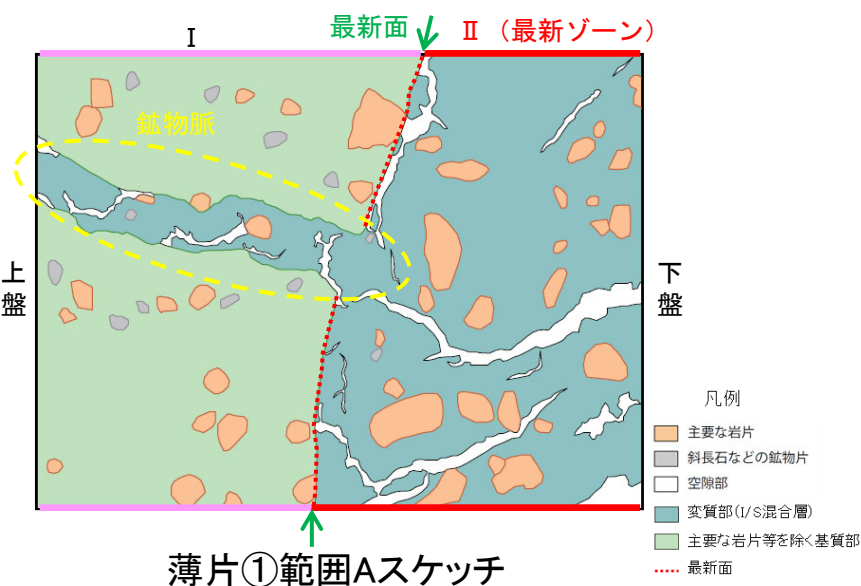 Ⅰ
最新面
Ⅱ （最新ゾーン）
鉱物脈
上盤
下盤
凡例
主要な岩片
斜長石などの鉱物片
空隙部
変質部(I/S混合層)
主要な岩片等を除く基質部
最新面
薄片①範囲Aスケッチ